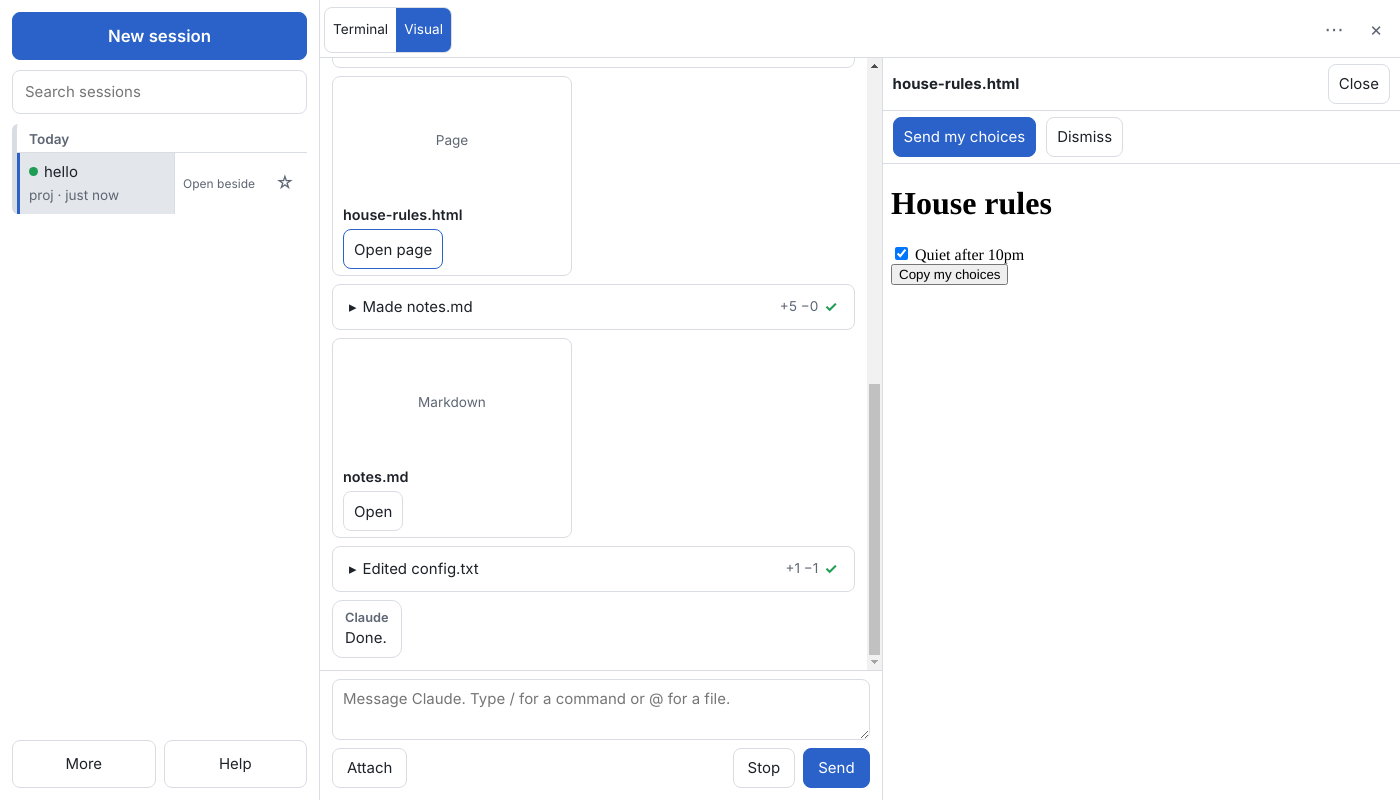 New session
Search sessions
Today
hello
proj · just now
Open beside
More
Help
Terminal
Visual
Page
house-rules.html
Open page
Made notes.md
+5 −0
Markdown
notes.md
Open
Edited config.txt
+1 −1
Claude
Done.
Message Claude. Type / for a command or @ for a file.
Attach
Stop
Send
house-rules.html
Close
Send my choices
Dismiss
House rules
Quiet after 10pm
Copy my choices